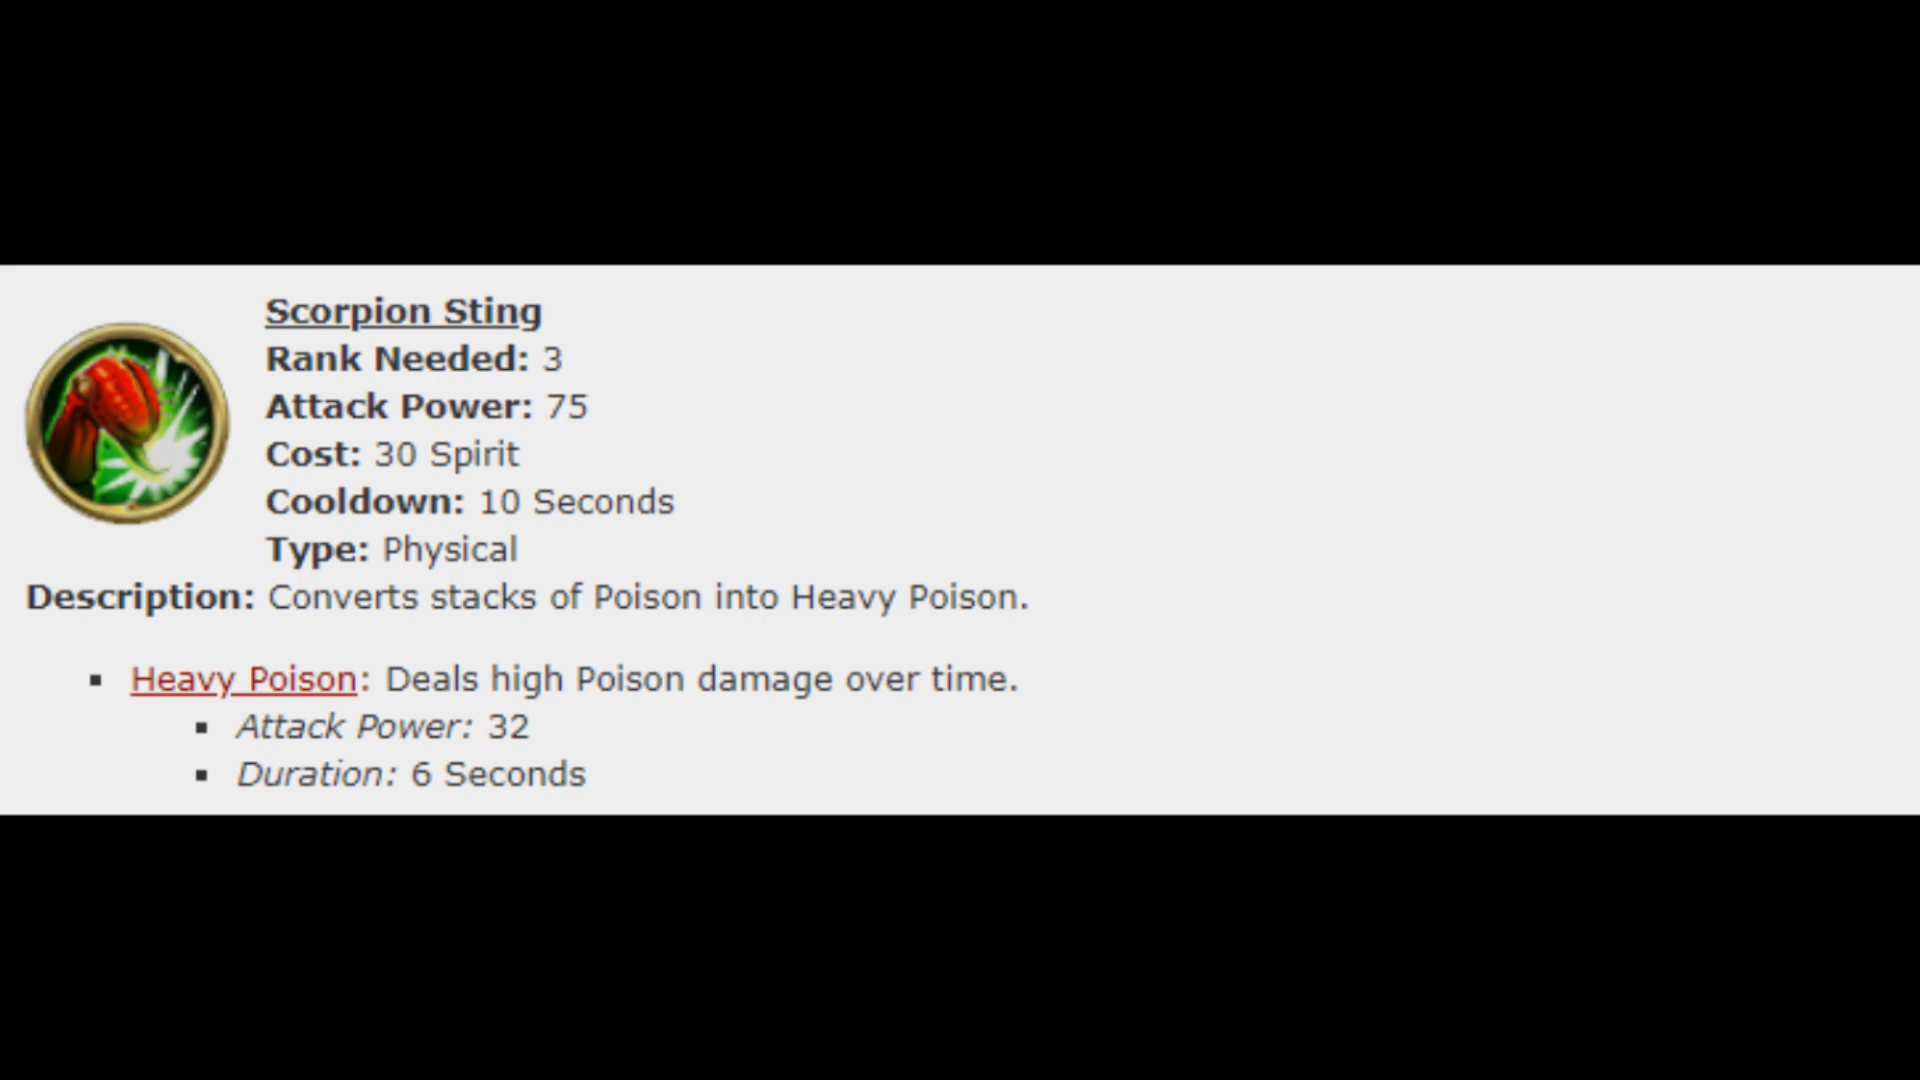 Scorpion Sting
Rank Needed: 3
Attack Power: 75
Cost: 30 Spirit
Cooldown: 10 Seconds
Type: Physical
Description: Converts stacks of Poison into Heavy Poison.
Heavy Poison: Deals high Poison damage over time.
Attack Power: 32
Duration: 6 Seconds